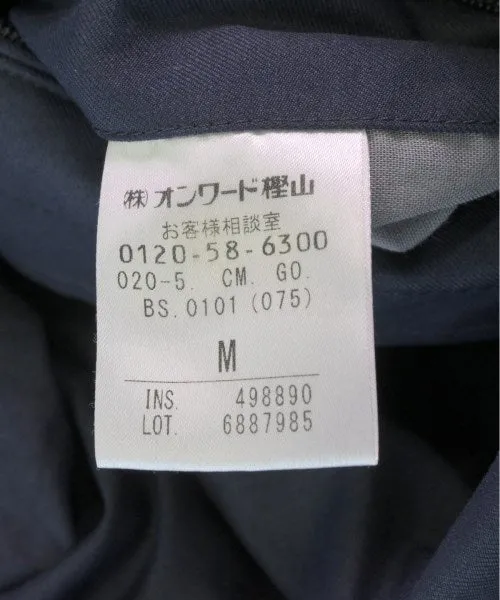 ㈱オンワード樫山
お客様相談室
0120-58-6300
020-5. CM. GO.
BS. 0101 (075)
M
INS. 498890
LOT. 6887985